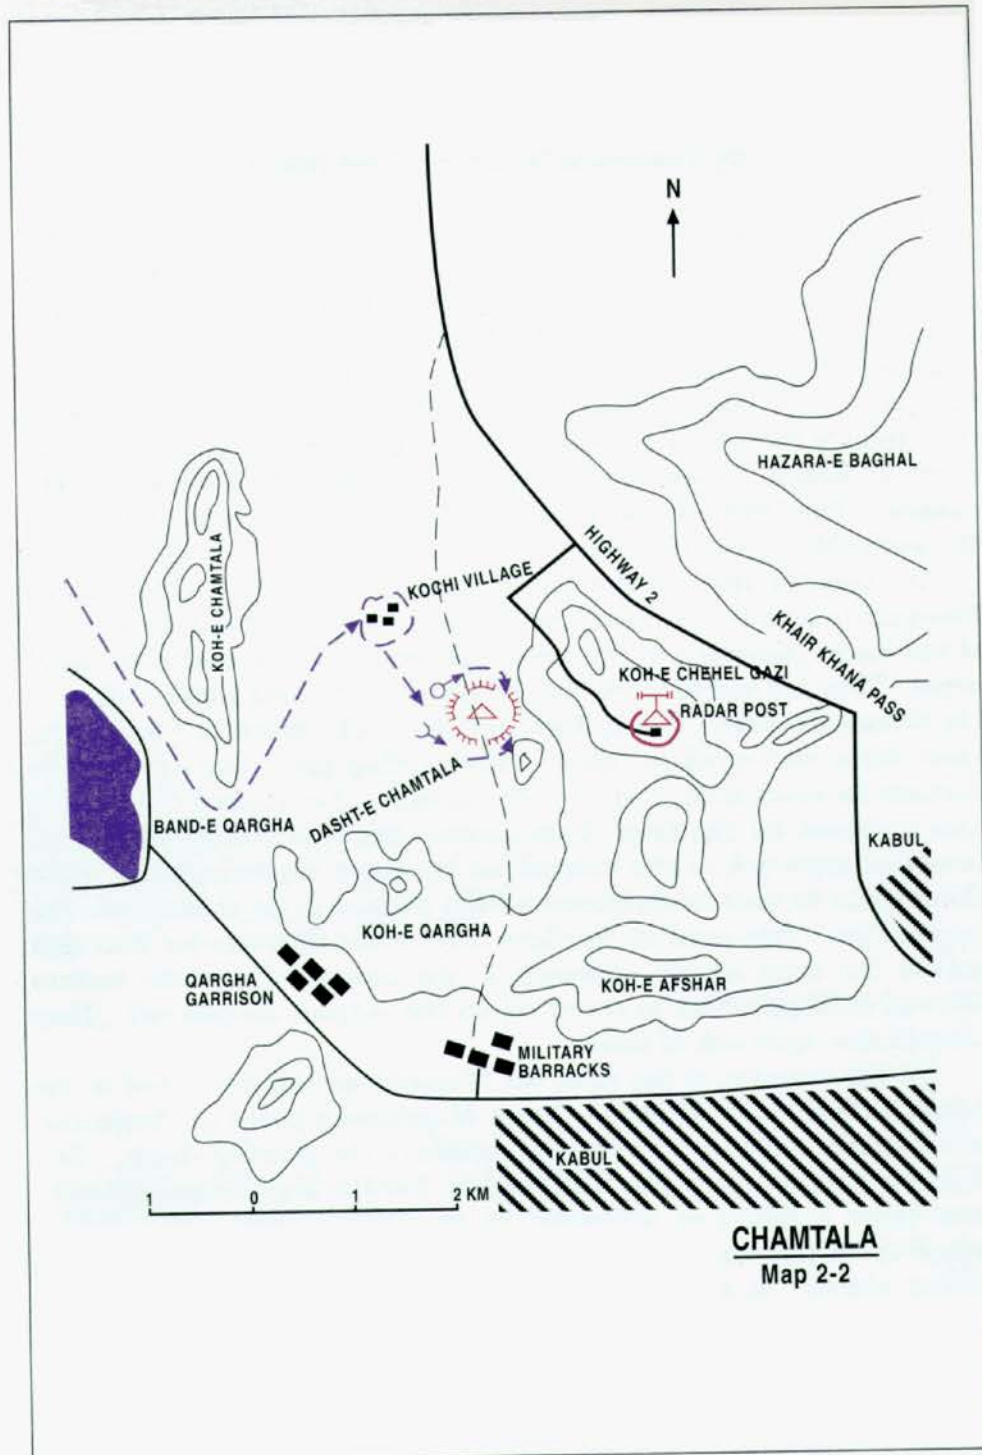 N
HAZARA-E BAGHAL
KOH-E CHAMTALA
KOCHI VILLAGE
HIGHWAY 2
KHAIR KHANA PASS
KOH-E CHEHEL GAZI
RADAR POST
DASHT-E CHAMTALA
BAND-E QARGHA
KABUL
KOH-E QARGHA
QARGHA
GARRISON
KOH-E AFSHAR
MILITARY
BARRACKS
KABUL
1 0 1 2 KM
CHAMTALA
Map 2-2